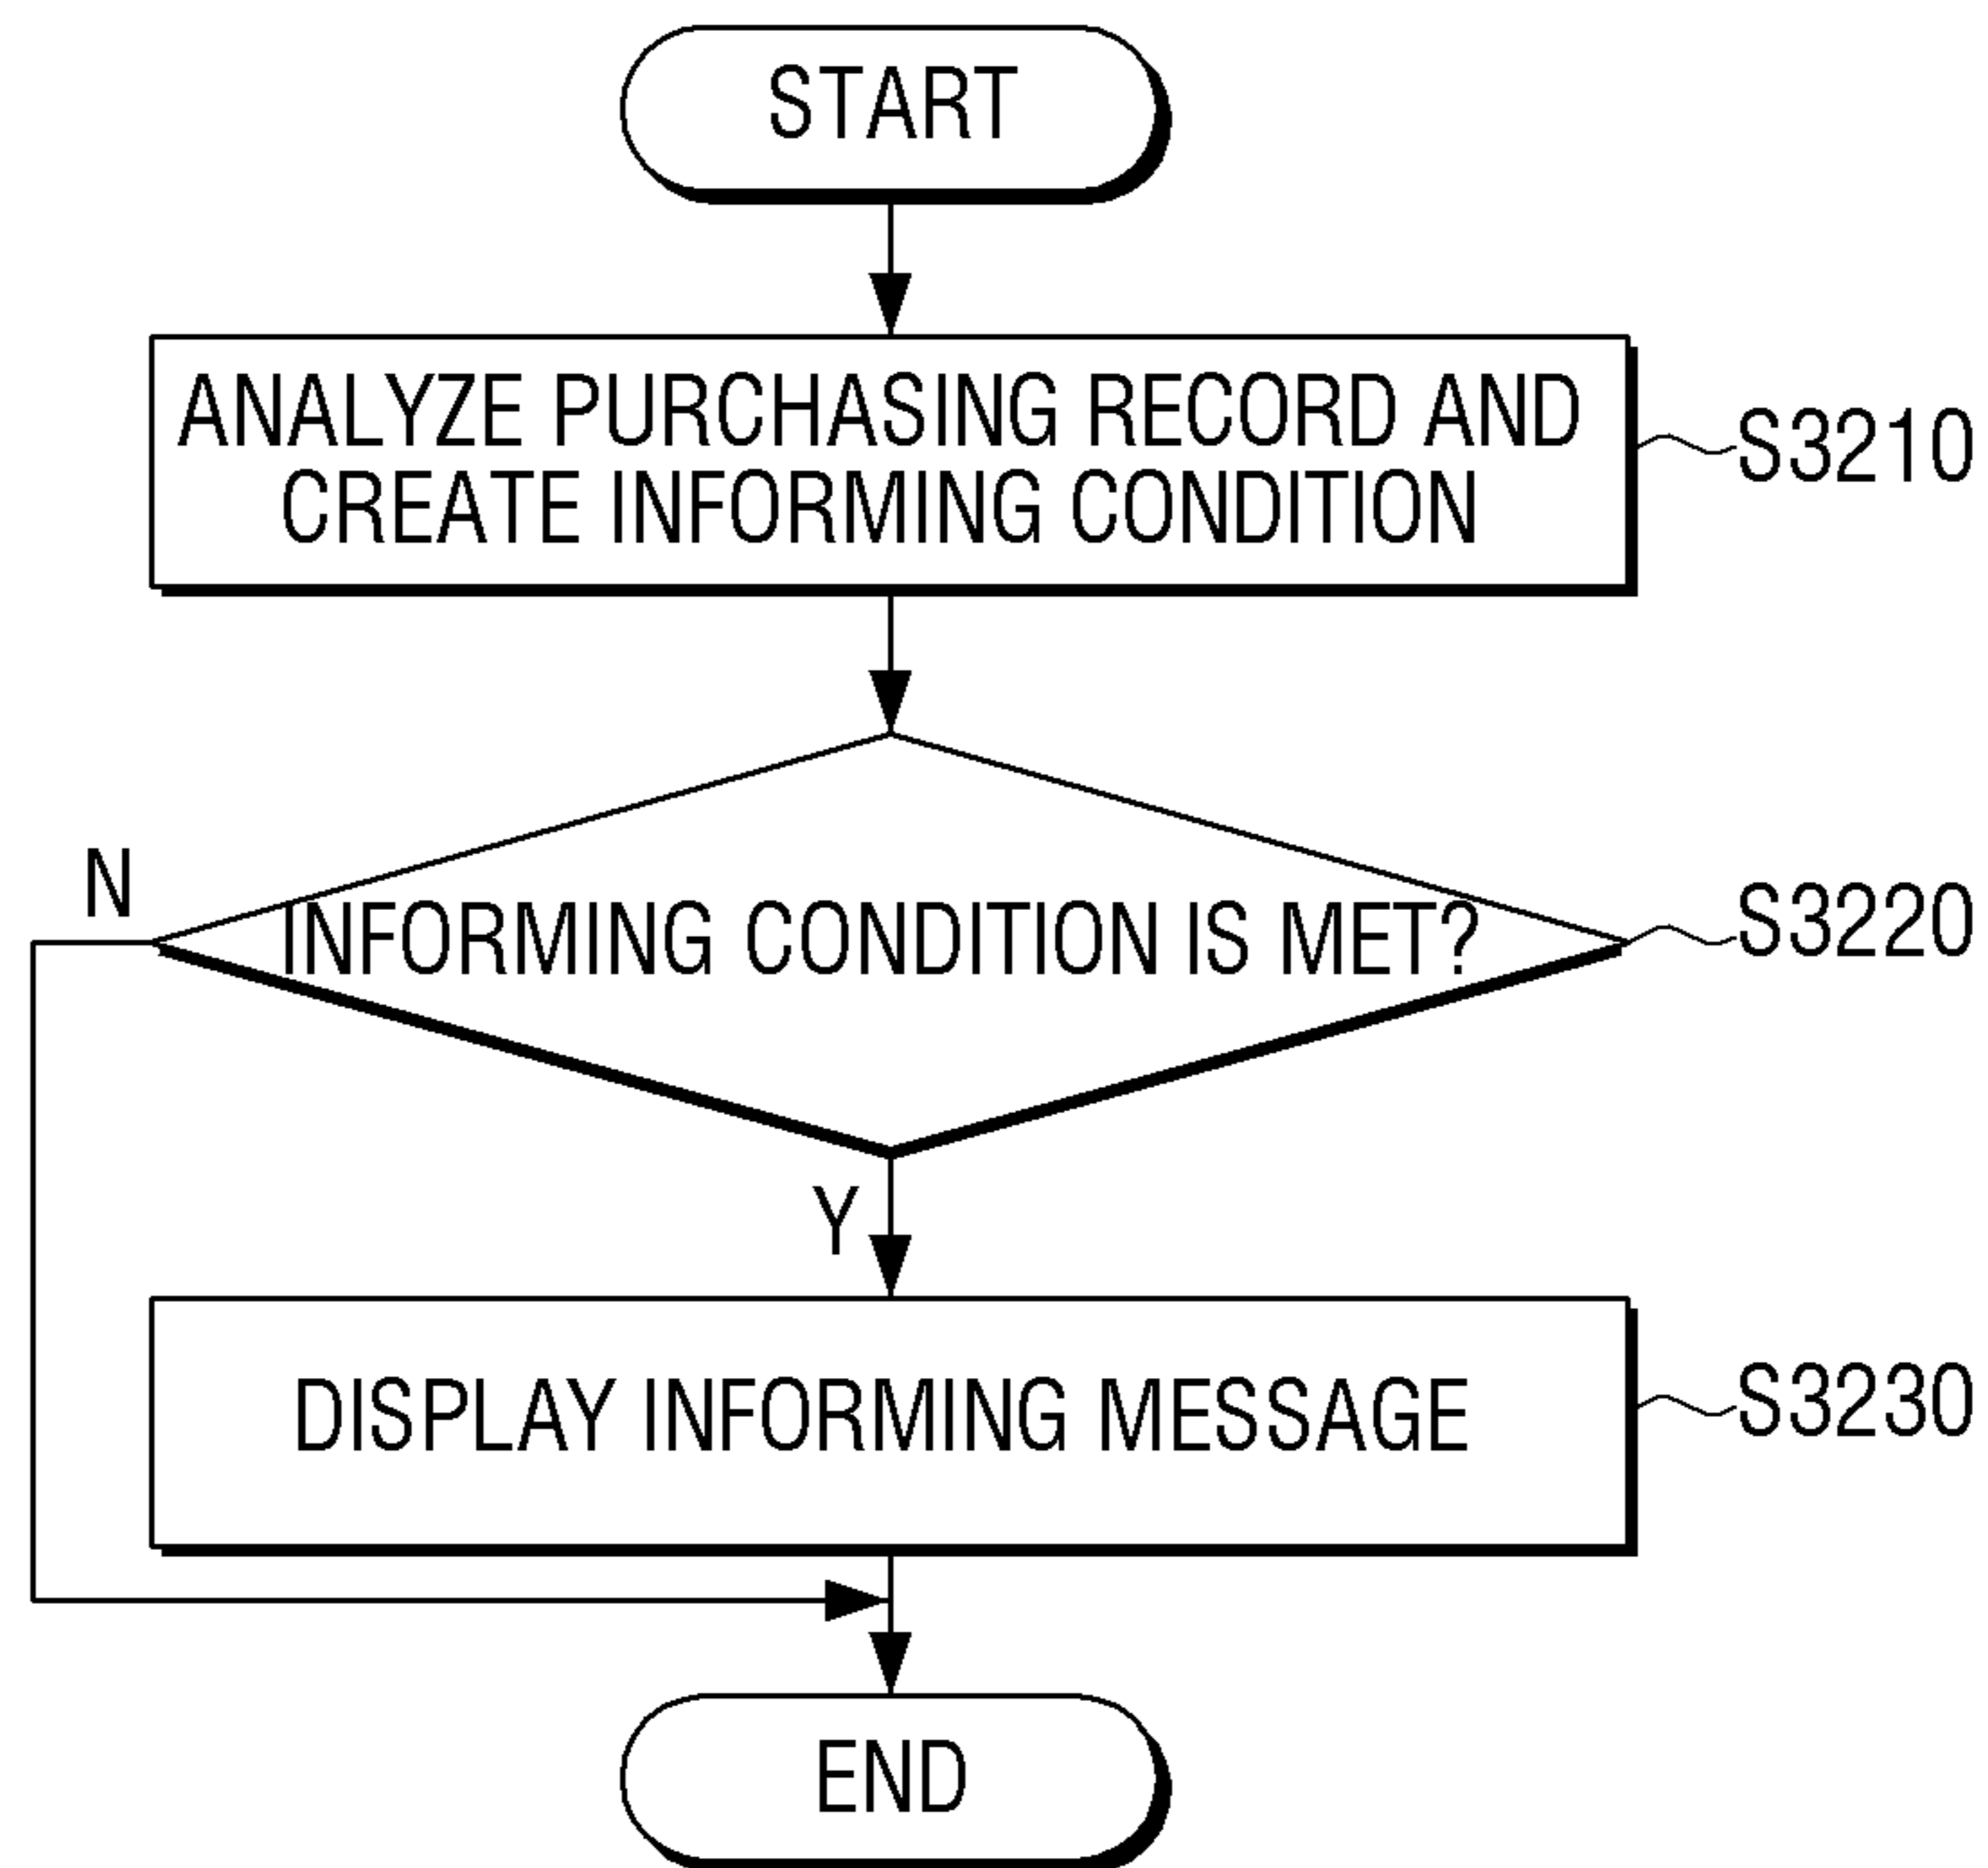 START
ANALYZE PURCHASING RECORD AND
CREATE INFORMING CONDITION
S3210
N
INFORMING CONDITION IS MET?
S3220
Y
DISPLAY INFORMING MESSAGE
S3230
END